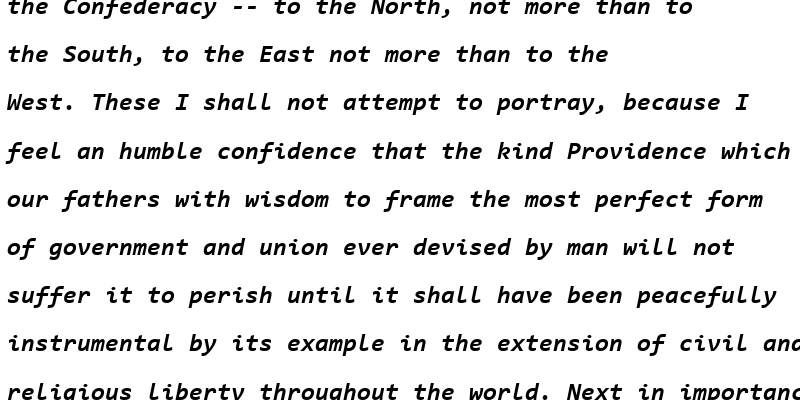 the Confederacy -- to the North, not more than to
the South, to the East not more than to the
West. These I shall not attempt to portray, because I
feel an humble confidence that the kind Providence which
our fathers with wisdom to frame the most perfect form
of government and union ever devised by man will not
suffer it to perish until it shall have been peacefully
instrumental by its example in the extension of civil and
religious liberty throughout the world. Next in importanc